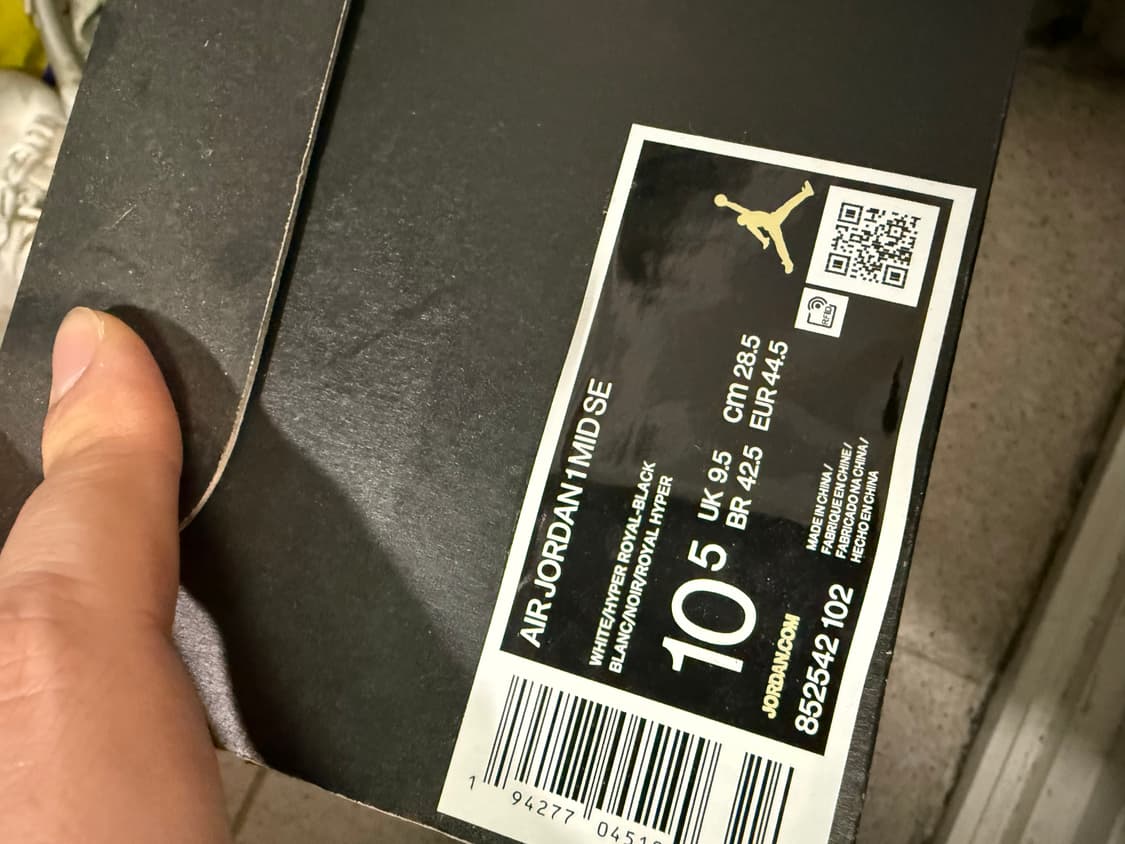 AIR JORDAN 1 MID SE
WHITE/HYPER ROYAL-BLACK
BLANC/NOIR/ROYAL HYPER
10 5
UK 9.5 cm 28.5
BR 42.5 EUR 44.5
RFID
JORDAN.COM
852542 102
MADE IN CHINA /
FABRIQUE EN CHINE /
FABRICADO NA CHINA /
HECHO EN CHINA
1 94277